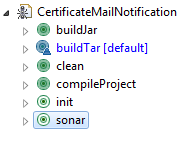 CertificateMailNotification
buildJar
buildTar [default]
clean
compileProject
init
sonar